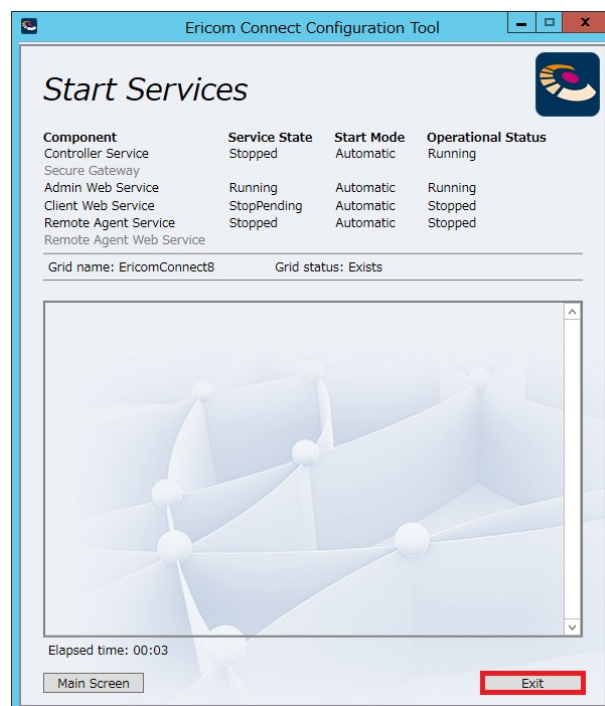 Ericom Connect Configuration Tool
Start Services
Component Service State Start Mode Operational Status
Controller Service Stopped Automatic Running
Secure Gateway
Admin Web Service Running Automatic Running
Client Web Service StopPending Automatic Stopped
Remote Agent Service Stopped Automatic Stopped
Remote Agent Web Service
Grid name: EricomConnect8 Grid status: Exists
Elapsed time: 00:03
Main Screen Exit